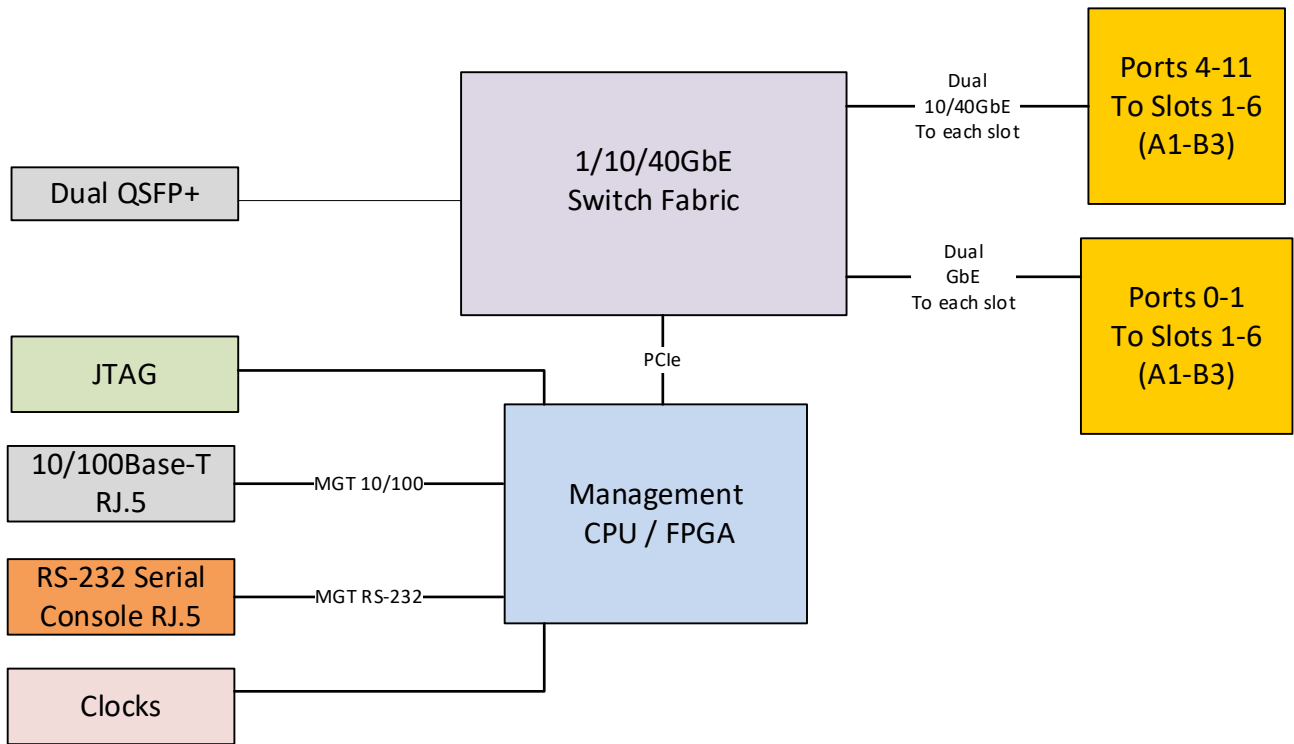 Ports 4-11
To Slots 1-6
(A1-B3)
Dual
10/40GbE
To each slot
1/10/40GbE
Switch Fabric
Dual QSFP+
Dual
GbE
To each slot
Ports 0-1
To Slots 1-6
(A1-B3)
PCIe
JTAG
10/100Base-T
RJ.5
MGT 10/100
Management
CPU / FPGA
RS-232 Serial
Console RJ.5
MGT RS-232
Clocks